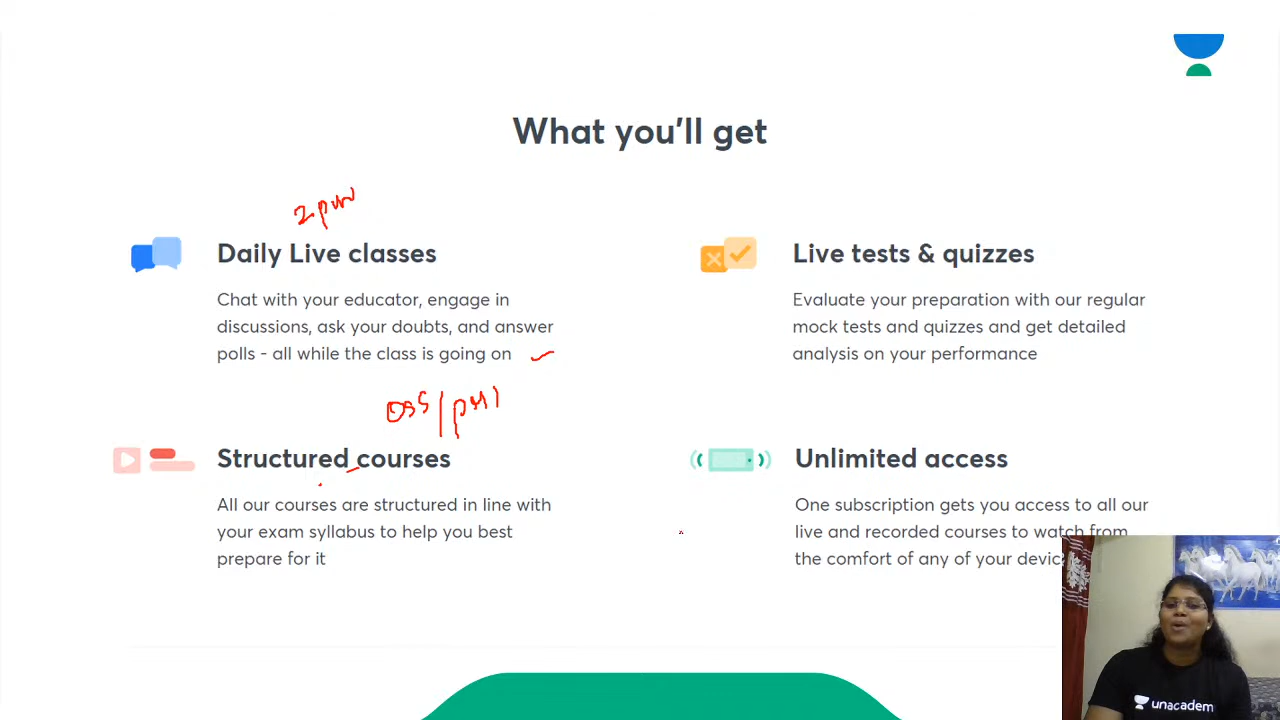 What you'll get
2 pm
Daily Live classes
Chat with your educator, engage in
discussions, ask your doubts, and answer
polls - all while the class is going on
Live tests & quizzes
Evaluate your preparation with our regular
mock tests and quizzes and get detailed
analysis on your performance
Structured courses
All our courses are structured in line with
your exam syllabus to help you best
prepare for it
Unlimited access
One subscription gets you access to all our
live and recorded courses to watch from
the comfort of any of your devic
unacadem